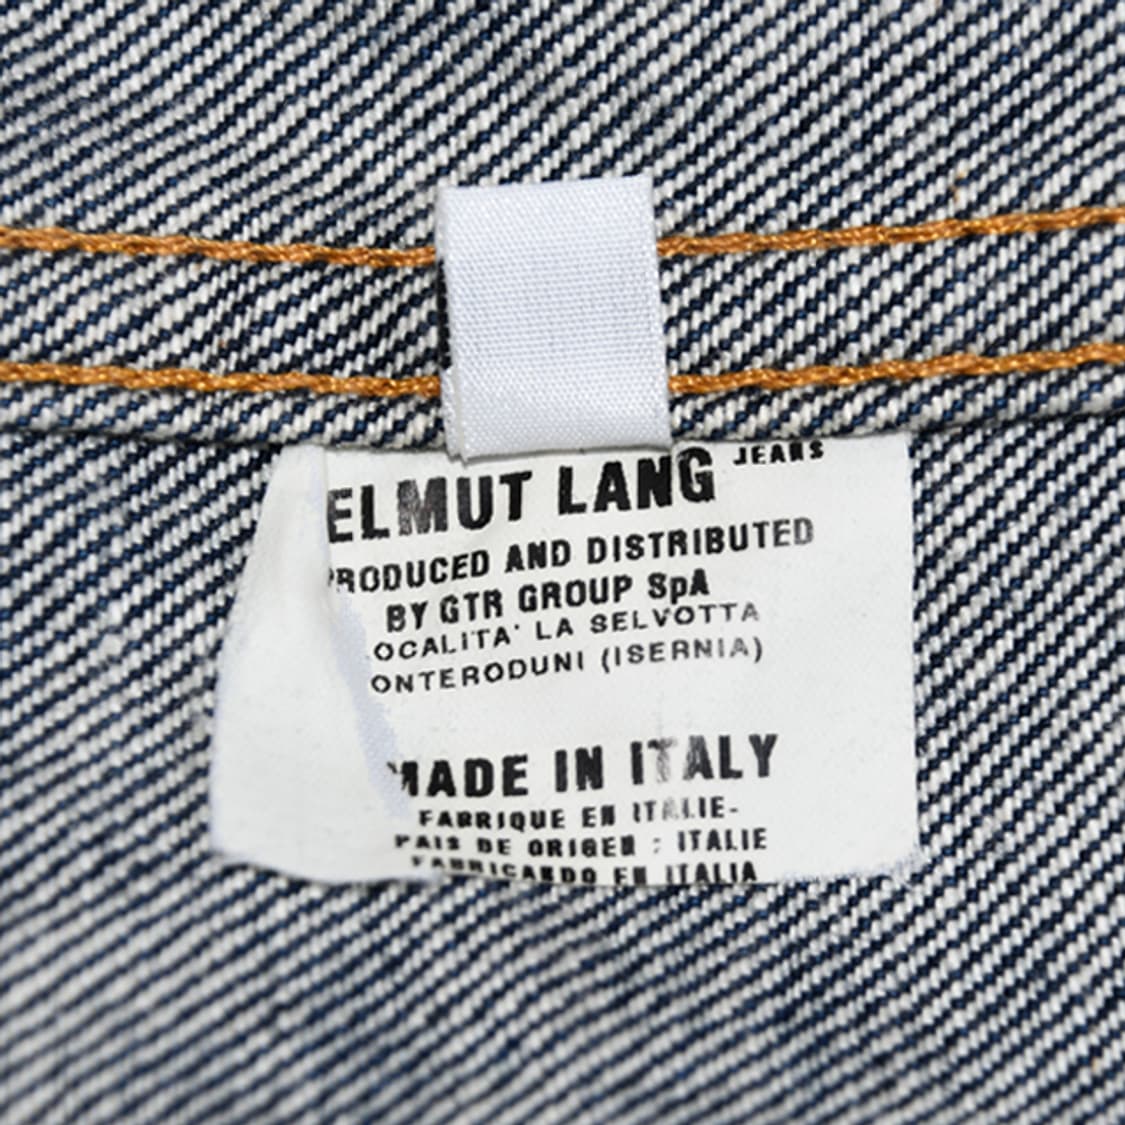 ELMUT LANG JEANS
PRODUCED AND DISTRIBUTED
BY GTR GROUP SpA
OCALITA' LA SELVOTTA
ONTERODUNI (ISERNIA)
MADE IN ITALY
FABRIQUE EN ITALIE-
PAIS DE ORIGEN : ITALIE
FABRICADO EN ITALIA